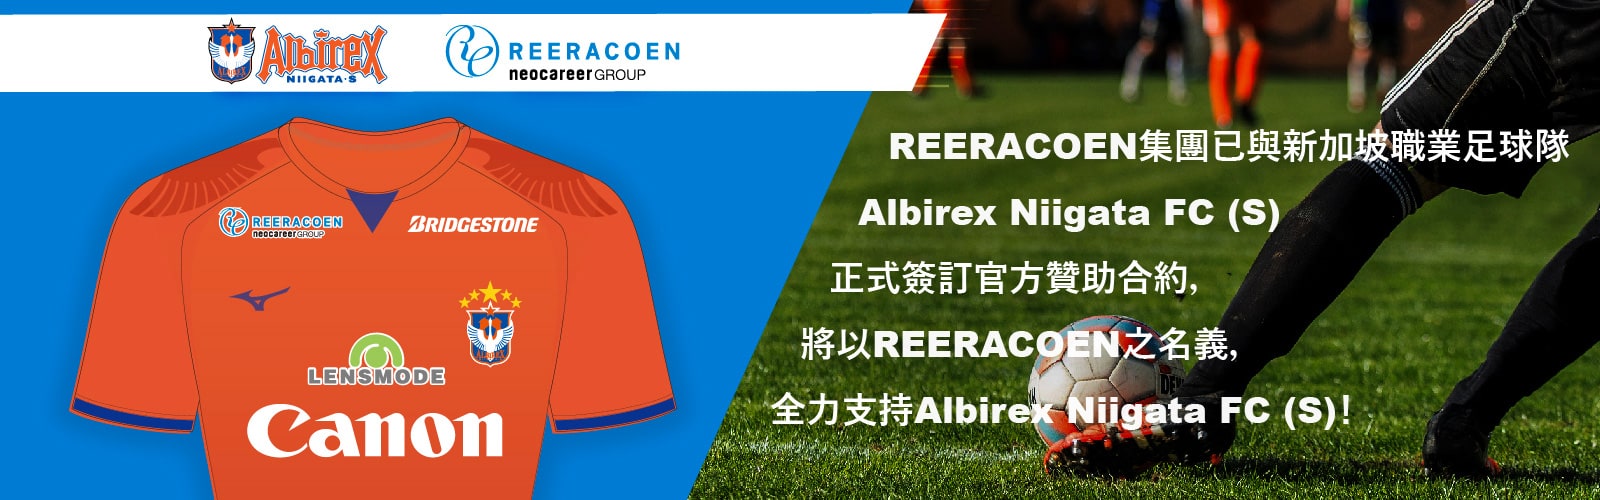 Albirex
NIIGATA·S
ALBIREX
REERACOEN
neocareer GROUP
REERACOEN集團已與新加坡職業足球隊
Albirex Niigata FC (S)
正式簽訂官方贊助合約,
將以REERACOEN之名義,
全力支持Albirex Niigata FC (S)!
REERACOEN
neocareer GROUP
BRIDGESTONE
ALBIREX
LENSMODE
Canon